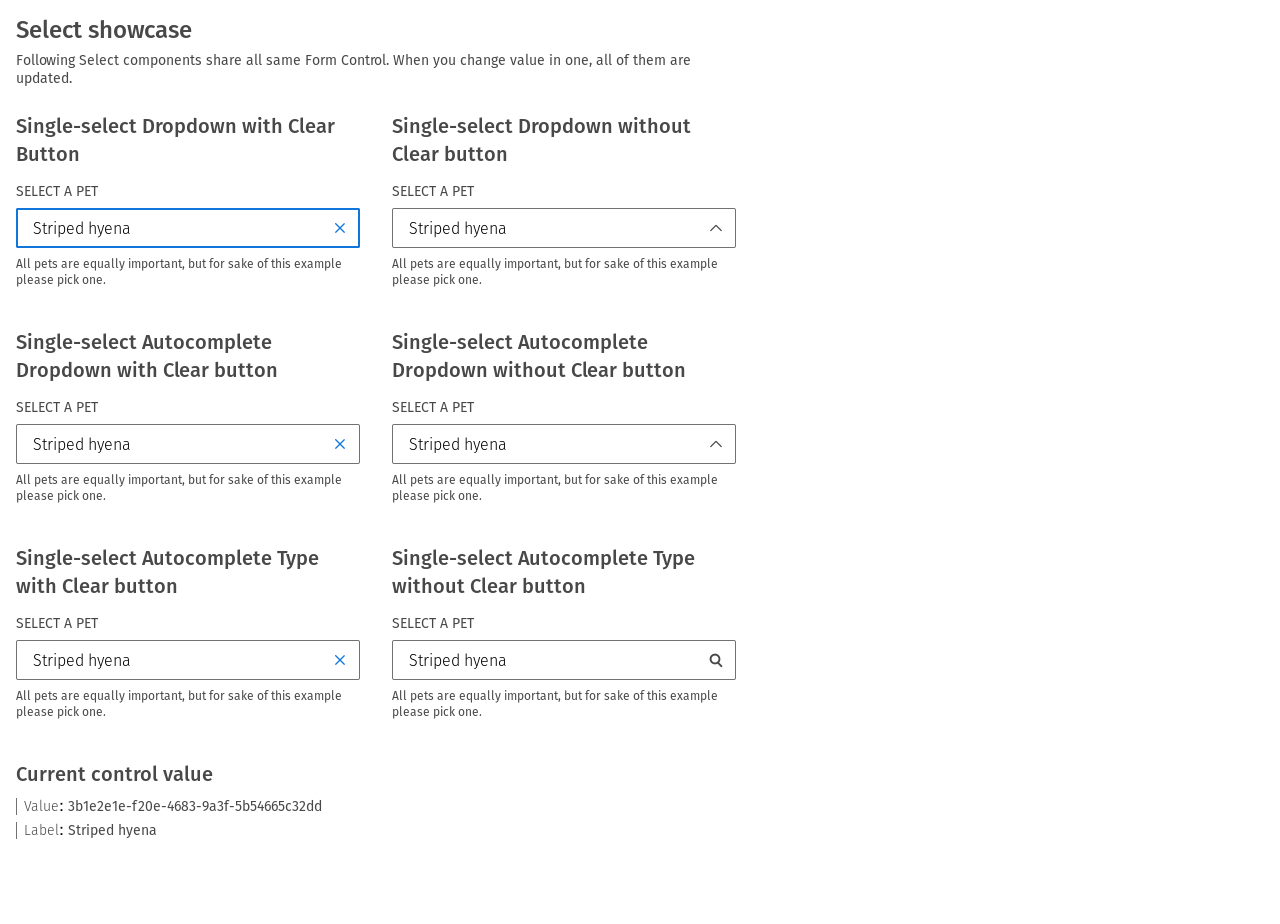 Select showcase
Following Select components share all same Form Control. When you change value in one, all of them are
updated.
Single-select Dropdown with Clear
Button
SELECT A PET
Striped hyena
All pets are equally important, but for sake of this example
please pick one.
Single-select Dropdown without
Clear button
SELECT A PET
Striped hyena
All pets are equally important, but for sake of this example
please pick one.
Single-select Autocomplete
Dropdown with Clear button
SELECT A PET
Striped hyena
All pets are equally important, but for sake of this example
please pick one.
Single-select Autocomplete
Dropdown without Clear button
SELECT A PET
Striped hyena
All pets are equally important, but for sake of this example
please pick one.
Single-select Autocomplete Type
with Clear button
SELECT A PET
Striped hyena
All pets are equally important, but for sake of this example
please pick one.
Single-select Autocomplete Type
without Clear button
SELECT A PET
Striped hyena
All pets are equally important, but for sake of this example
please pick one.
Current control value
Value: 3b1e2e1e-f20e-4683-9a3f-5b54665c32dd
Label: Striped hyena